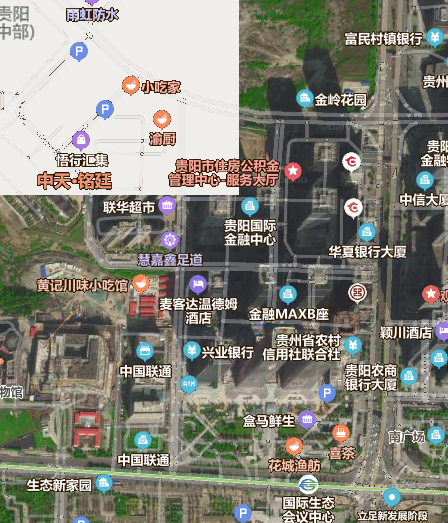 雨虹防水
贵阳
中部)
富民村镇银行
小吃家
贵州
金岭花园
渝厨
悟行汇集
中天·铭廷
贵阳市住房公积金
管理中心-服务大厅
贵阳
金融
中信大厦
联华超市
贵阳国际
金融中心
华夏银行大厦
慧嘉鑫足道
黄记川味小吃馆
麦客达温德姆
酒店
金融MAXB座
颖川酒店
贵州省农村
信用社联合社
兴业银行
中国联通
贵阳农商
银行大厦
ATM
物馆
盒马鲜生
喜茶
南广场
中国联通
花城渔舫
生态新家园
国际生态
会议中心
立足新发展阶段